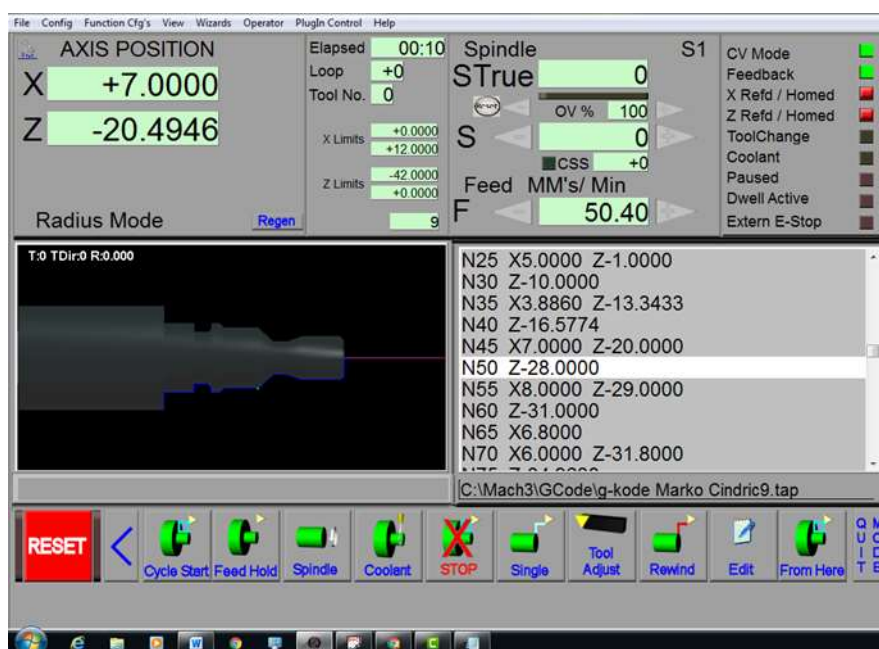 File Config Function Cfg's View Wizards Operator PlugIn Control Help
AXIS POSITION
X +7.0000
Z -20.4946
Radius Mode
Regen
Elapsed 00:10
Loop +0
Tool No. 0
X Limits +0.0000
+12.0000
Z Limits -42.0000
+0.0000
9
Spindle S1
STrue 0
OV % 100
S 0
CSS +0
Feed MM's/ Min
F 50.40
CV Mode
Feedback
X Refd / Homed
Z Refd / Homed
ToolChange
Coolant
Paused
Dwell Active
Extern E-Stop
T:0 TDir:0 R:0.000
N25 X5.0000 Z-1.0000
N30 Z-10.0000
N35 X3.8860 Z-13.3433
N40 Z-16.5774
N45 X7.0000 Z-20.0000
N50 Z-28.0000
N55 X8.0000 Z-29.0000
N60 Z-31.0000
N65 X6.8000
N70 X6.0000 Z-31.8000
C:\Mach3\GCode\g-kode Marko Cindric9.tap
RESET
Cycle Start
Feed Hold
Spindle
Coolant
STOP
Single
Tool
Adjust
Rewind
Edit
From Here
QUIT